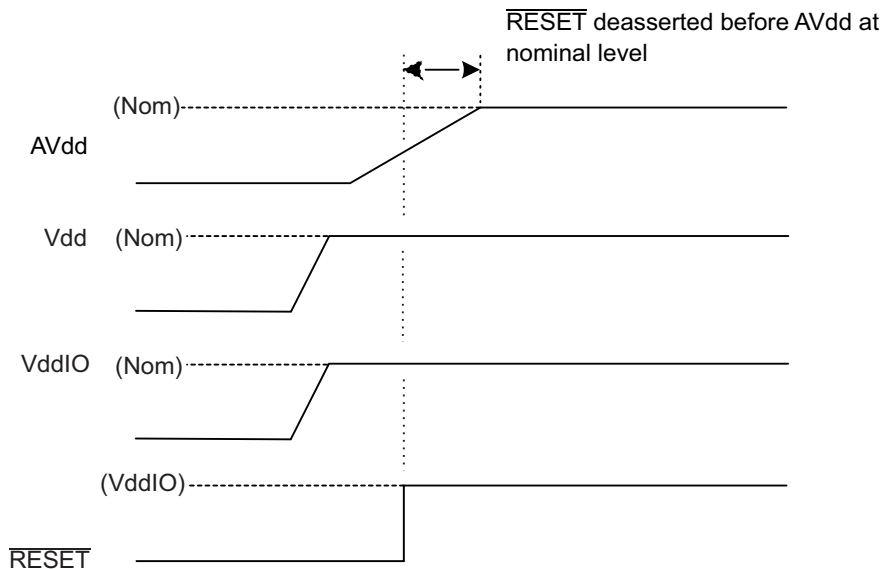 RESET deasserted before AVdd at
nominal level
(Nom)
AVdd
Vdd (Nom)
VddIO (Nom)
(VddIO)
RESET